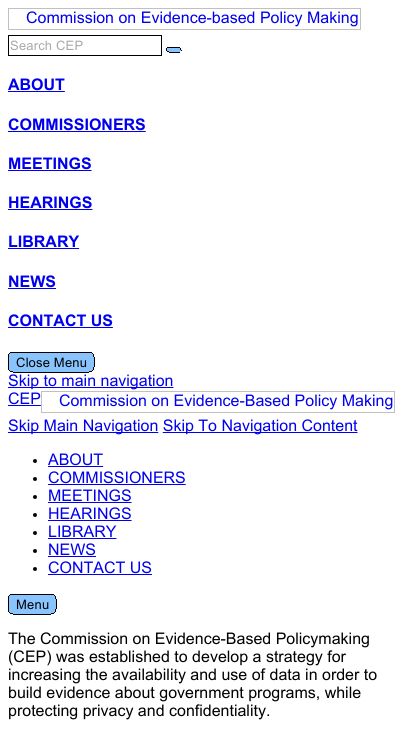 Commission on Evidence-based Policy Making
Search CEP
ABOUT
COMMISSIONERS
MEETINGS
HEARINGS
LIBRARY
NEWS
CONTACT US
Close Menu
Skip to main navigation
CEP Commission on Evidence-Based Policy Making
Skip Main Navigation Skip To Navigation Content
ABOUT
COMMISSIONERS
MEETINGS
HEARINGS
LIBRARY
NEWS
CONTACT US
Menu
The Commission on Evidence-Based Policymaking
(CEP) was established to develop a strategy for
increasing the availability and use of data in order to
build evidence about government programs, while
protecting privacy and confidentiality.